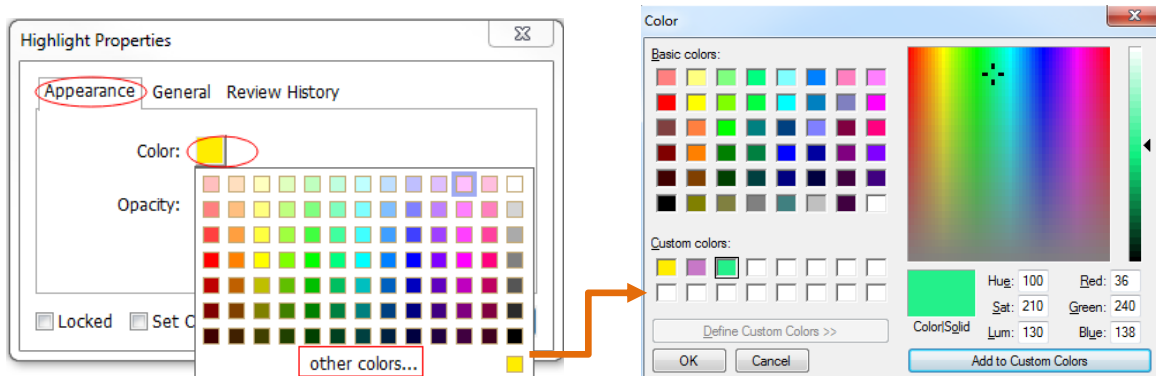 Highlight Properties
Appearance General Review History
Color:
Opacity:
Locked Set C
other colors...
Color
Basic colors:
Custom colors:
Define Custom Colors >>
OK Cancel
Color|Solid
Hue: 100 Red: 36
Sat: 210 Green: 240
Lum: 130 Blue: 138
Add to Custom Colors